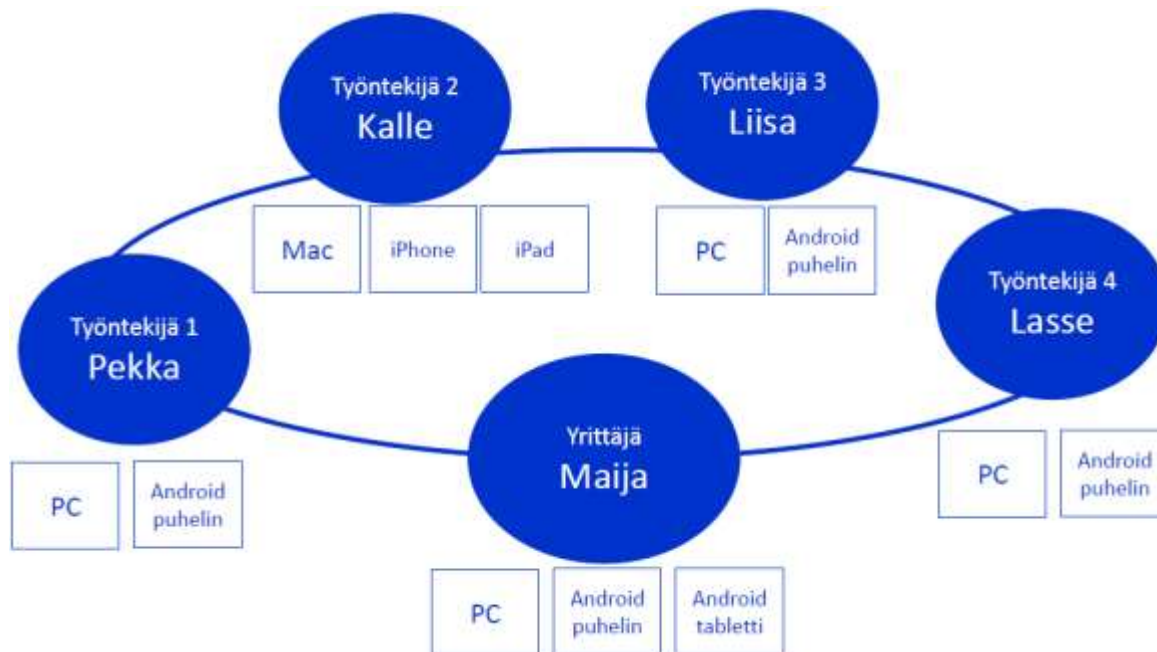 Työntekijä 2
Kalle
Työntekijä 3
Liisa
Mac
iPhone
iPad
PC
Android
puhelin
Työntekijä 4
Lasse
Työntekijä 1
Pekka
Yrittäjä
Maija
PC
Android
puhelin
PC
Android
puhelin
PC
Android
puhelin
Android
tabletti